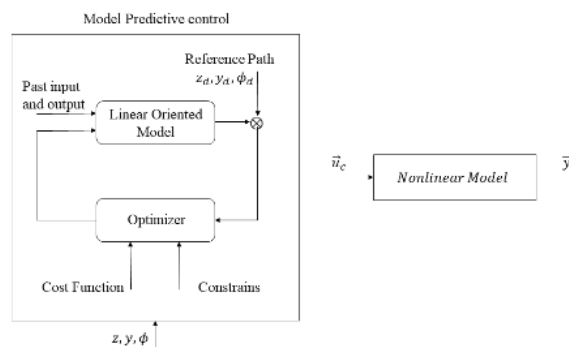 Model Predictive control
Reference Path
z_d, y_d, ϕ_d
Past input
and output
Linear Oriented
Model
Optimizer
Cost Function
Constrains
z, y, ϕ
u⃗_c
Nonlinear Model
y⃗